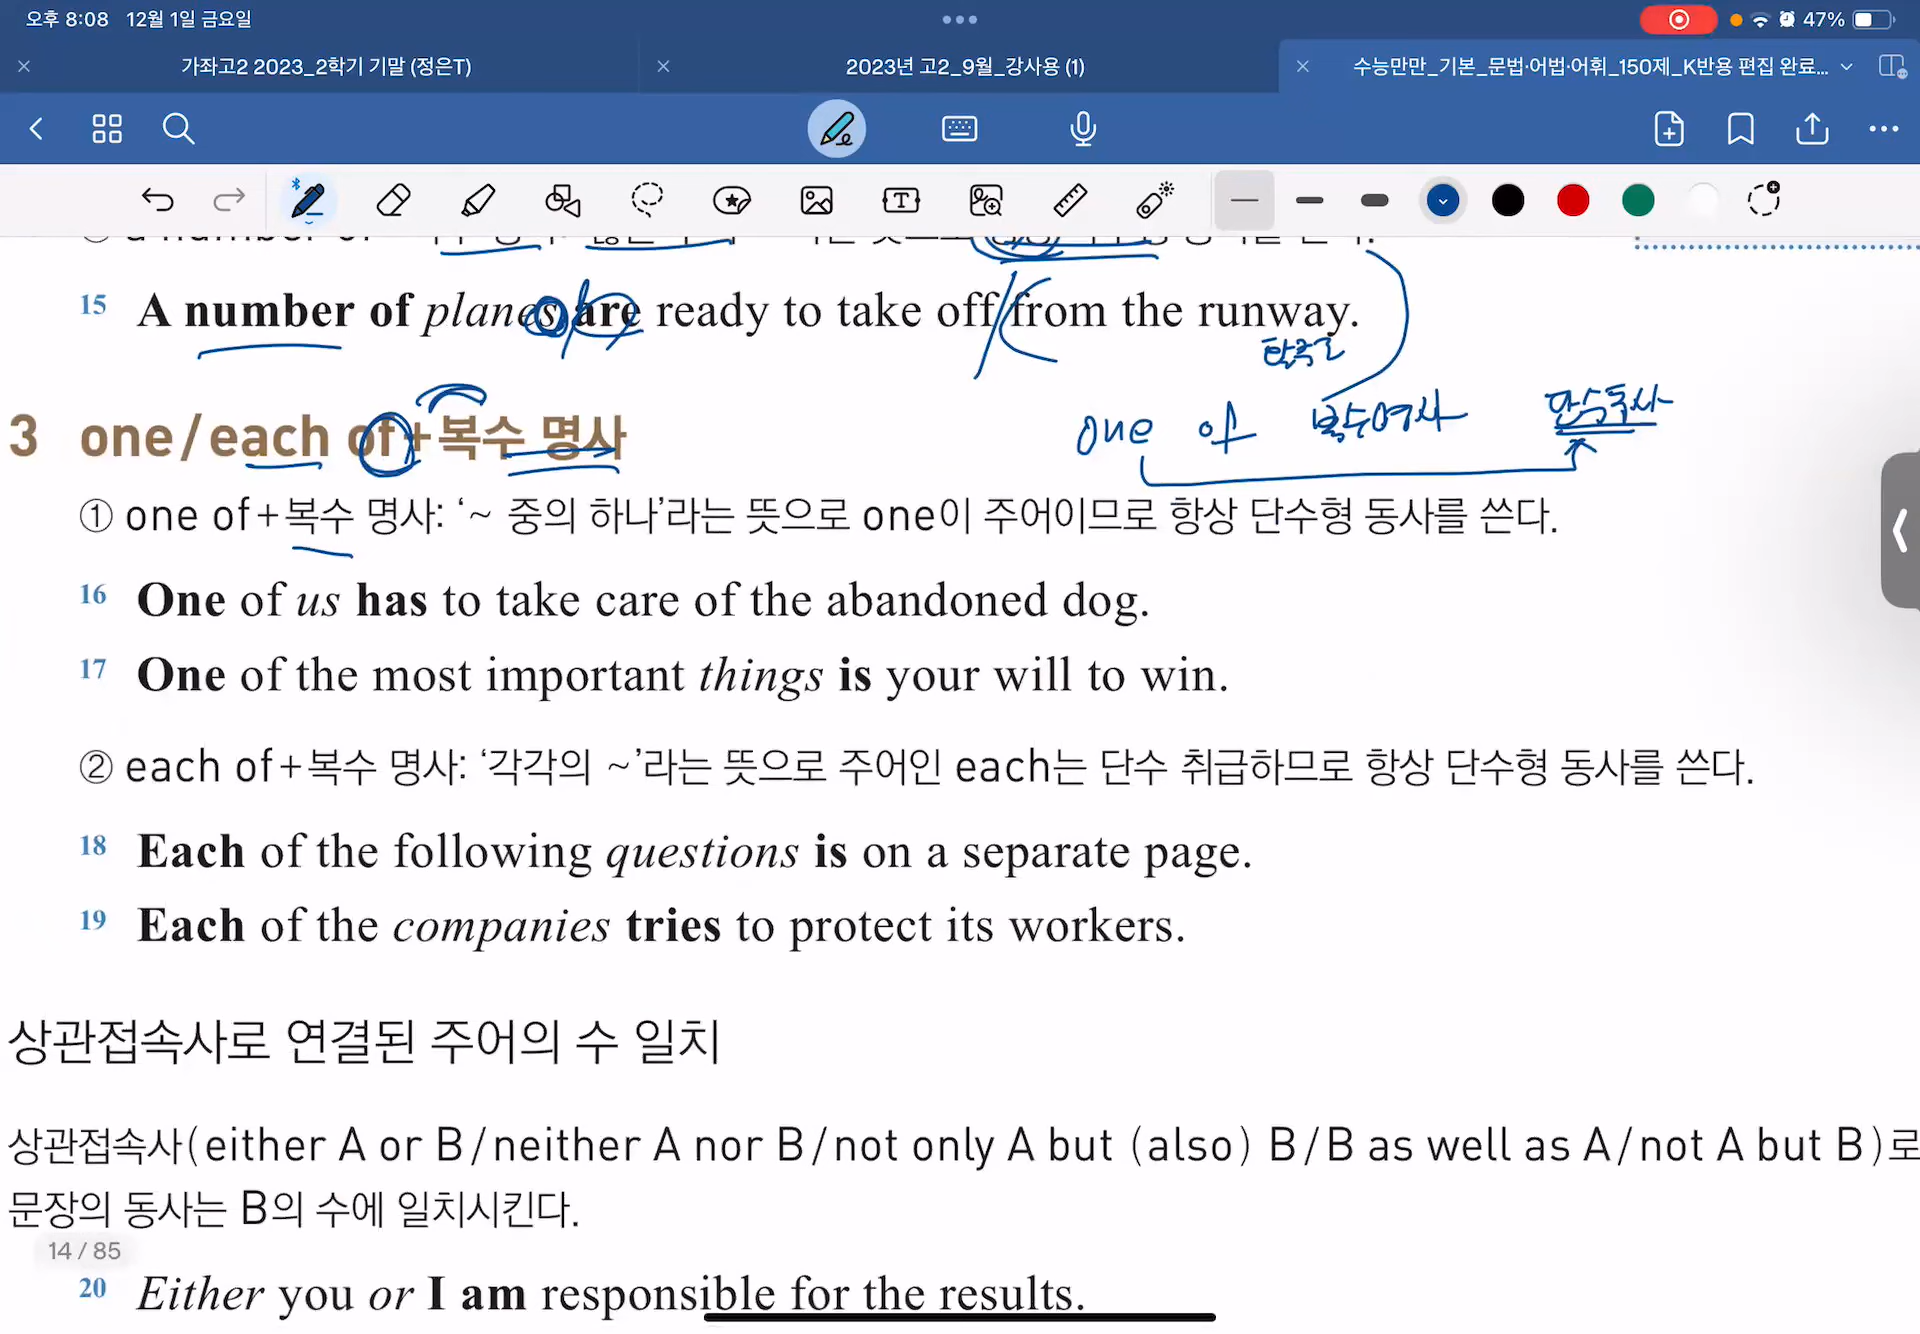 오후 8:08 12월 1일 금요일 47%
가좌고2 2023_2학기 기말 (정은T) 2023년 고2_9월_강사용 (1) 수능만만_기본_문법·어법·어휘_150제_K반용 편집 완료...
a number of
15 A number of planes are ready to take off from the runway.
활주로
3 one/each of+복수 명사
one of 복수명사 단수동사
① one of+복수 명사: ‘~ 중의 하나’라는 뜻으로 one이 주어이므로 항상 단수형 동사를 쓴다.
16 One of us has to take care of the abandoned dog.
17 One of the most important things is your will to win.
② each of+복수 명사: ‘각각의 ~’라는 뜻으로 주어인 each는 단수 취급하므로 항상 단수형 동사를 쓴다.
18 Each of the following questions is on a separate page.
19 Each of the companies tries to protect its workers.
상관접속사로 연결된 주어의 수 일치
상관접속사(either A or B/neither A nor B/not only A but (also) B/B as well as A/not A but B)로
문장의 동사는 B의 수에 일치시킨다.
14 / 85
20 Either you or I am responsible for the results.